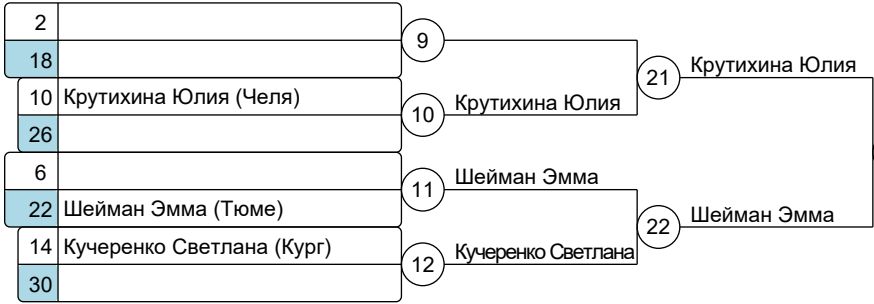 2
18
9
10 Крутихина Юлия (Челя)
26
10
Крутихина Юлия
21
Крутихина Юлия
6
22 Шейман Эмма (Тюме)
11
Шейман Эмма
14 Кучеренко Светлана (Кург)
30
12
Кучеренко Светлана
22
Шейман Эмма